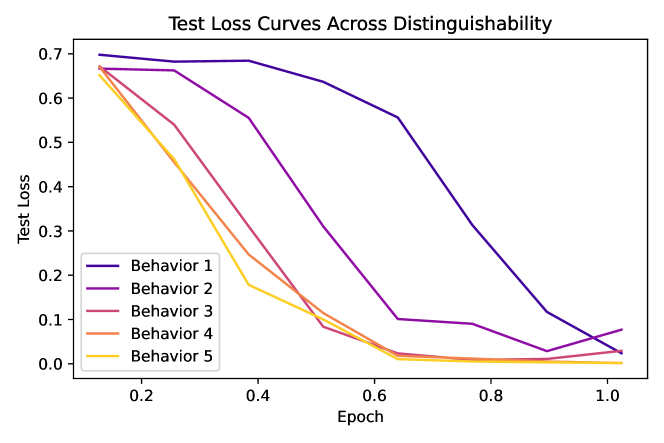 Test Loss Curves Across Distinguishability
Test Loss
0.7
0.6
0.5
0.4
0.3
0.2
0.1
0.0
Behavior 1
Behavior 2
Behavior 3
Behavior 4
Behavior 5
0.2 0.4 0.6 0.8 1.0
Epoch